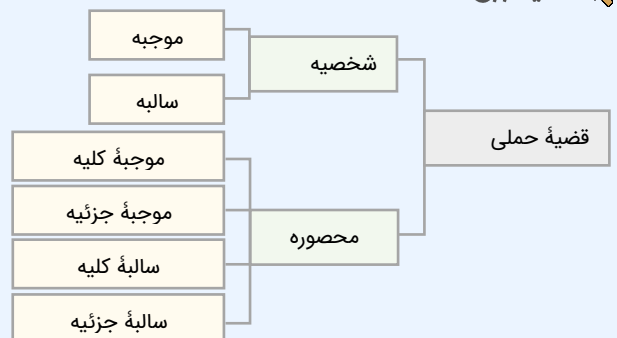 قضیهٔ حملی
شخصیه
موجبه
سالبه
محصوره
موجبهٔ کلیه
موجبهٔ جزئیه
سالبهٔ کلیه
سالبهٔ جزئیه